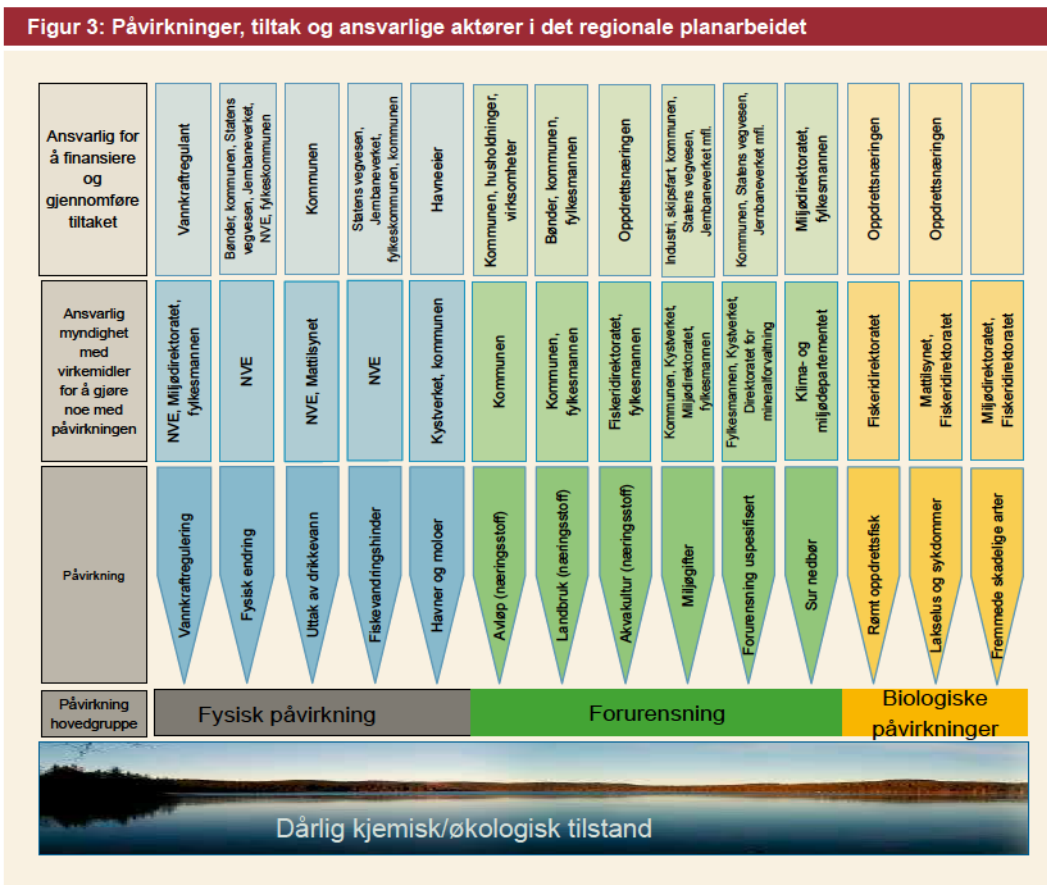 Figur 3: Påvirkninger, tiltak og ansvarlige aktører i det regionale planarbeidet
Ansvarlig for
å finansiere
og
gjennomføre
tiltaket
Vannkraftregulant
Bønder, kommunen, Statens
vegvesen, Jernbaneverket,
NVE, fylkeskommunen
Kommunen
Statens vegvesen,
Jernbaneverket,
fylkeskommunen, kommunen
Havneeier
Kommunen, husholdninger,
virksomheter
Bønder, kommunen,
fylkesmannen
Oppdrettsnæringen
Industri, skipsfart, kommunen,
Statens vegvesen,
Jernbaneverket mfl.
Kommunen, Statens vegvesen,
Jernbaneverket mfl.
Miljødirektoratet,
fylkesmannen
Oppdrettsnæringen
Oppdrettsnæringen
Ansvarlig
myndighet
med
virkemidler
for å gjøre
noe med
påvirkningen
NVE, Miljødirektoratet,
fylkesmannen
NVE
NVE, Mattilsynet
NVE
Kystverket, kommunen
Kommunen
Kommunen,
fylkesmannen
Fiskeridirektoratet,
fylkesmannen
Kommunen, Kystverket,
Miljødirektoratet,
fylkesmannen
Fylkesmannen, Kystverket,
Direktoratet for
mineralforvaltning
Klima- og
miljødepartementet
Fiskeridirektoratet
Mattilsynet,
Fiskeridirektoratet
Miljødirektoratet,
Fiskeridirektoratet
Påvirkning
Vannkraftregulering
Fysisk endring
Uttak av drikkevann
Fiskevandringshinder
Havner og moloer
Avløp (næringsstoff)
Landbruk (næringsstoff)
Akvakultur (næringsstoff)
Miljøgifter
Forurensning uspesifisert
Sur nedbør
Rømt oppdrettsfisk
Lakselus og sykdommer
Fremmede skadelige arter
Påvirkning
hovedgruppe
Fysisk påvirkning
Forurensning
Biologiske
påvirkninger
Dårlig kjemisk/økologisk tilstand